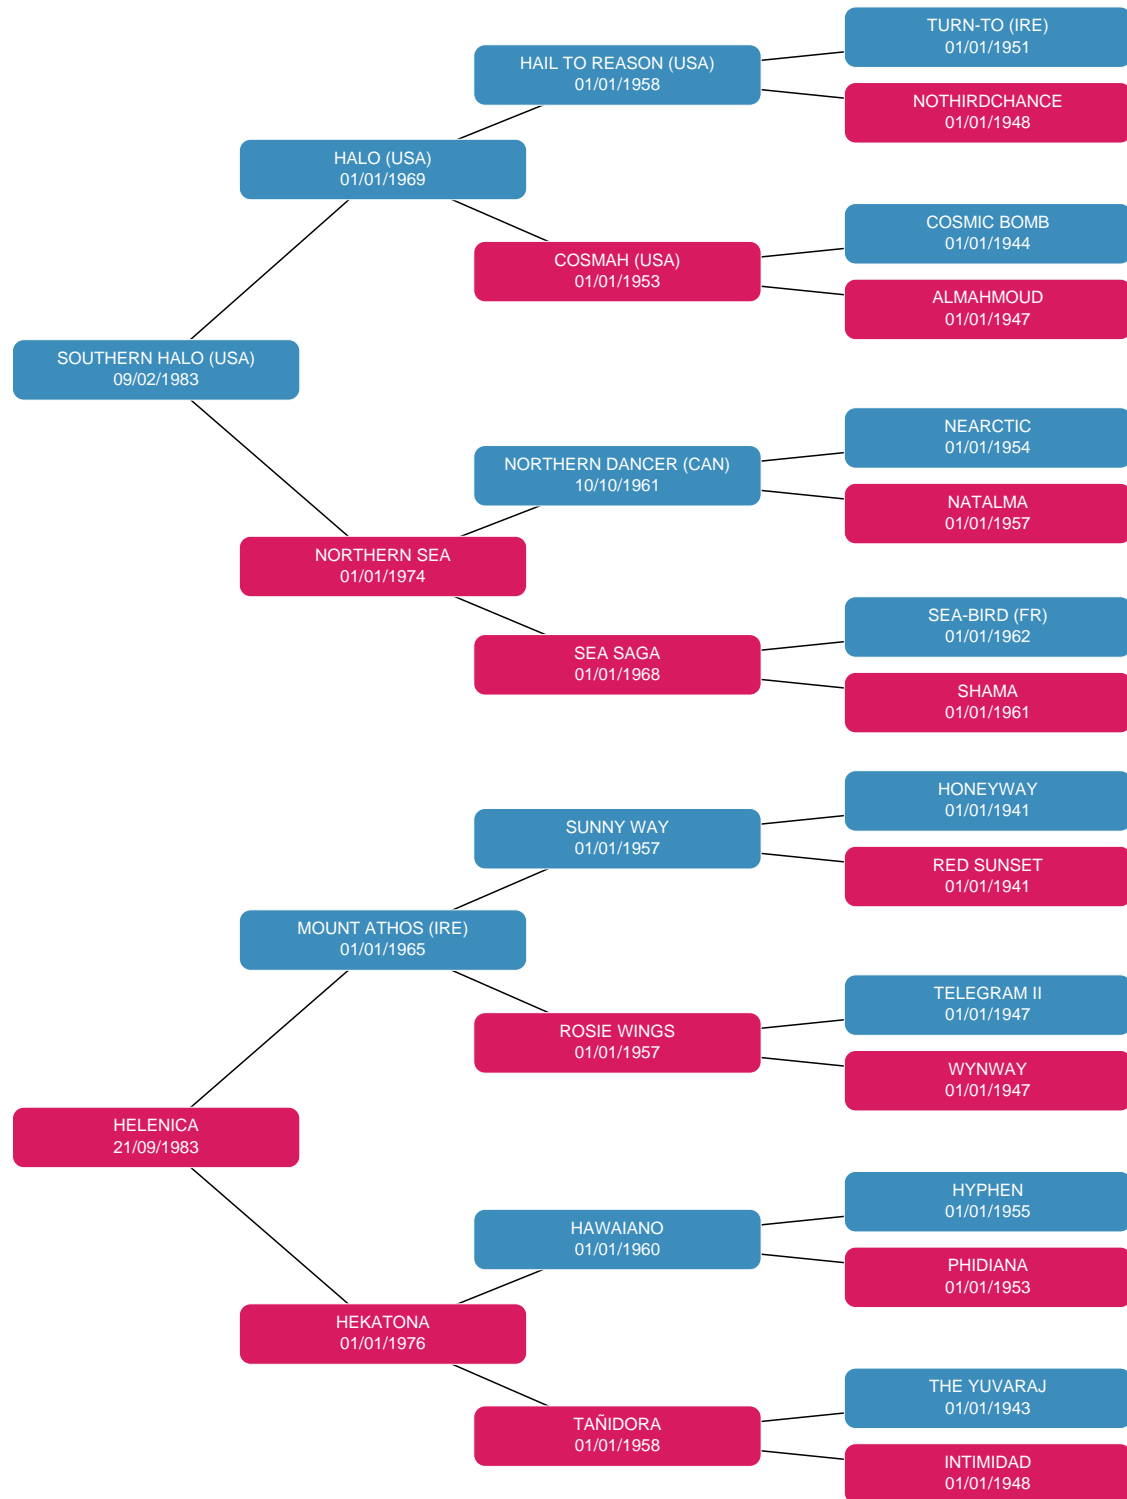 TURN-TO (IRE)
01/01/1951
HAIL TO REASON (USA)
01/01/1958
NOTHIRDCHANCE
01/01/1948
HALO (USA)
01/01/1969
COSMIC BOMB
01/01/1944
COSMAH (USA)
01/01/1953
ALMAHMOUD
01/01/1947
SOUTHERN HALO (USA)
09/02/1983
NEARCTIC
01/01/1954
NORTHERN DANCER (CAN)
10/10/1961
NATALMA
01/01/1957
NORTHERN SEA
01/01/1974
SEA-BIRD (FR)
01/01/1962
SEA SAGA
01/01/1968
SHAMA
01/01/1961
HONEYWAY
01/01/1941
SUNNY WAY
01/01/1957
RED SUNSET
01/01/1941
MOUNT ATHOS (IRE)
01/01/1965
TELEGRAM II
01/01/1947
ROSIE WINGS
01/01/1957
WYNWAY
01/01/1947
HELENICA
21/09/1983
HYPHEN
01/01/1955
HAWAIANO
01/01/1960
PHIDIANA
01/01/1953
HEKATONA
01/01/1976
THE YUVARAJ
01/01/1943
TAÑIDORA
01/01/1958
INTIMIDAD
01/01/1948